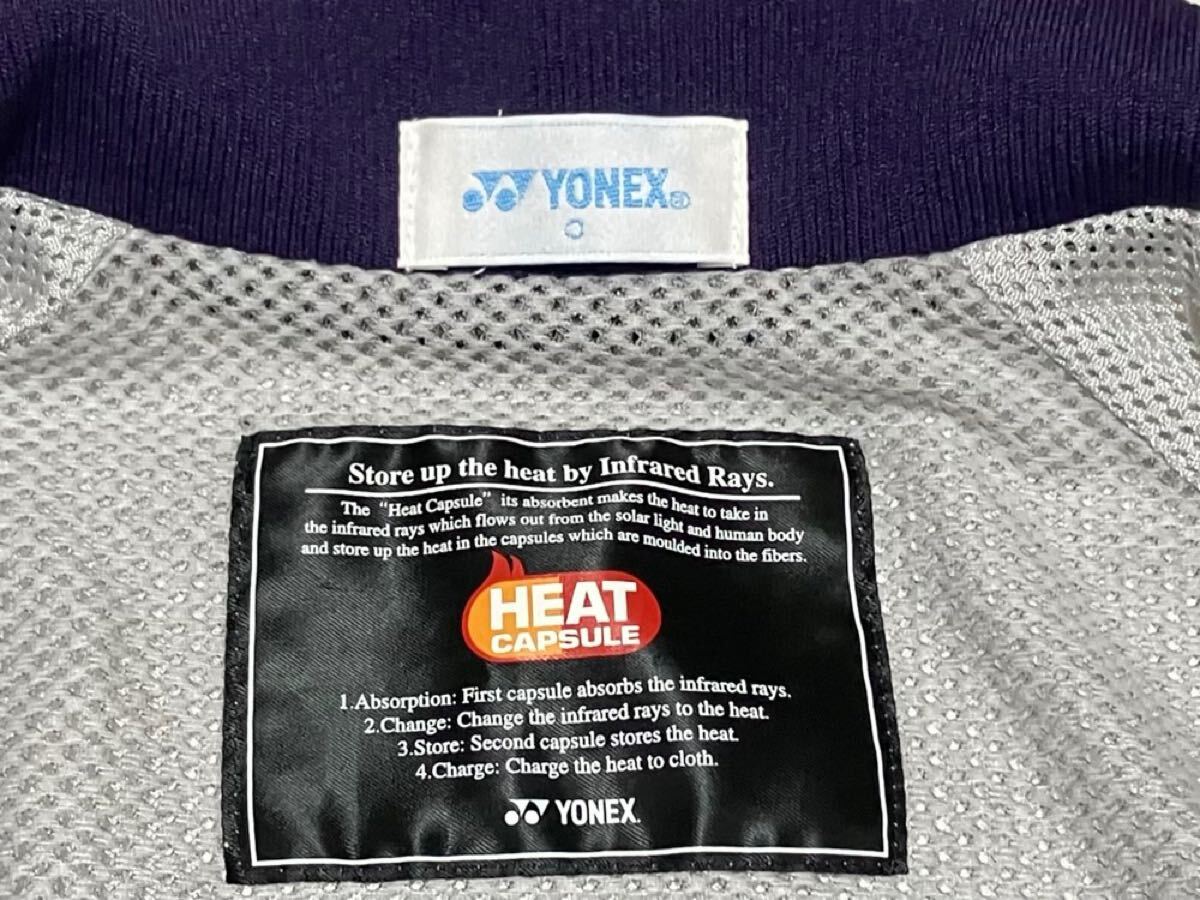 YONEX®
O
Store up the heat by Infrared Rays.
The "Heat Capsule" its absorbent makes the heat to take in
the infrared rays which flows out from the solar light and human body
and store up the heat in the capsules which are moulded into the fibers.
HEAT
CAPSULE
1.Absorption: First capsule absorbs the infrared rays.
2.Change: Change the infrared rays to the heat.
3.Store: Second capsule stores the heat.
4.Charge: Charge the heat to cloth.
YONEX.